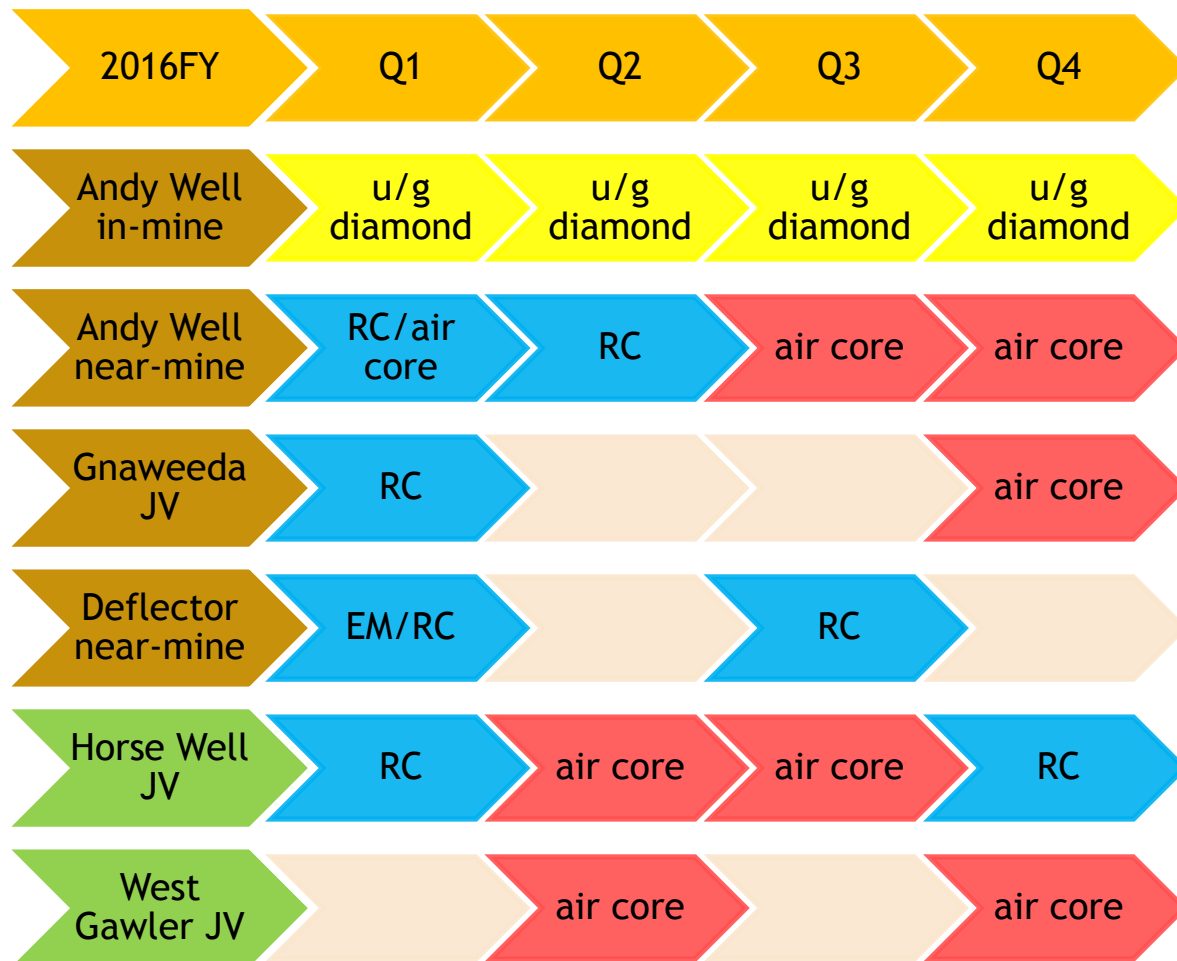 2016FY
Q1
Q2
Q3
Q4
Andy Well
in-mine
u/g
diamond
u/g
diamond
u/g
diamond
u/g
diamond
Andy Well
near-mine
RC/air
core
RC
air core
air core
Gnaweeda
JV
RC
air core
Deflector
near-mine
EM/RC
RC
Horse Well
JV
RC
air core
air core
RC
West
Gawler JV
air core
air core